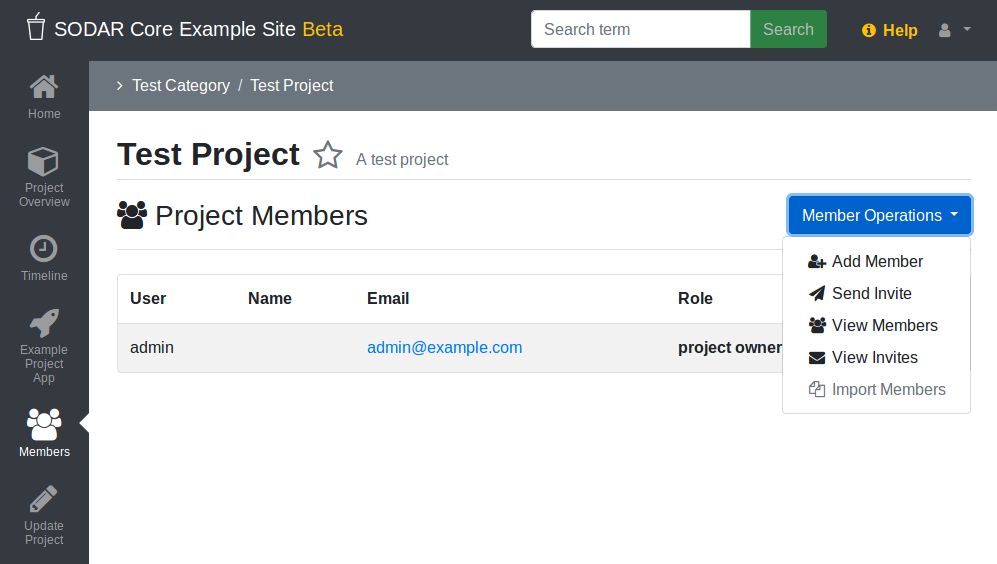 SODAR Core Example Site Beta
Search term
Search
Help
Test Category / Test Project
Home
Project
Overview
Timeline
Example
Project
App
Members
Update
Project
Test Project
A test project
Project Members
Member Operations
Add Member
Send Invite
View Members
View Invites
Import Members
User Name Email Role
admin admin@example.com project owner